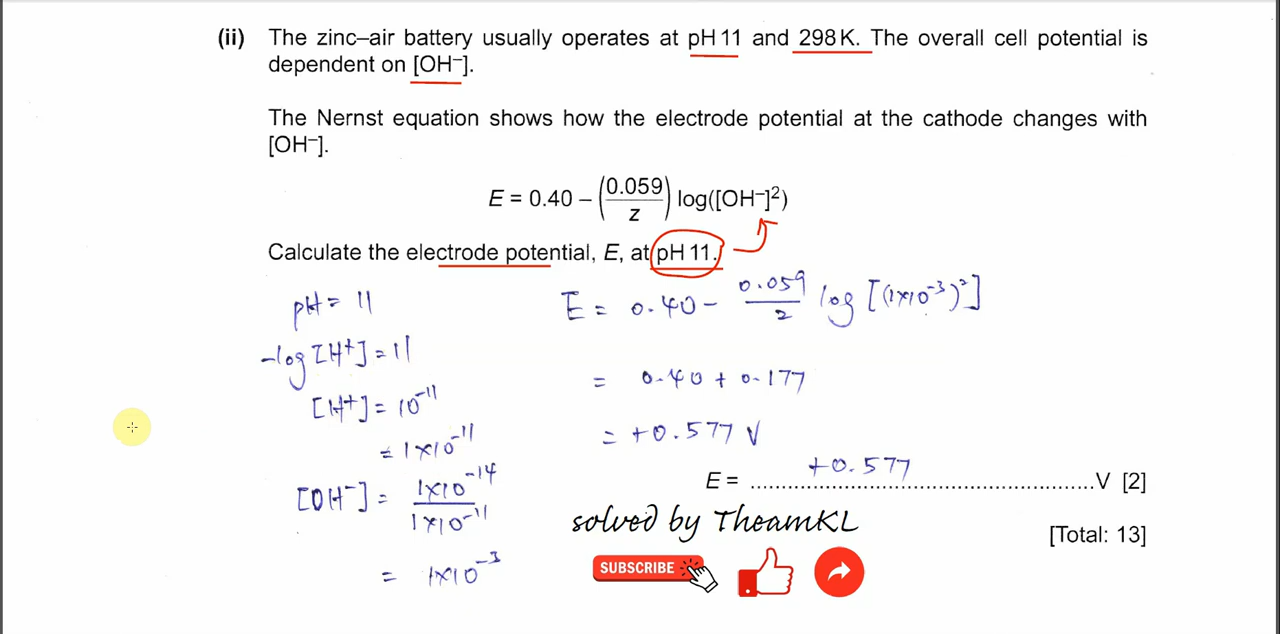 (ii) The zinc–air battery usually operates at pH 11 and 298 K. The overall cell potential is
dependent on [OH⁻].
The Nernst equation shows how the electrode potential at the cathode changes with
[OH⁻].
E = 0.40 – (0.059/z) log([OH⁻]²)
Calculate the electrode potential, E, at pH 11.
pH = 11
-log [H⁺] = 11
[H⁺] = 10⁻¹¹
= 1×10⁻¹¹
[OH⁻] = 1×10⁻¹⁴ / 1×10⁻¹¹
= 1×10⁻³
E = 0.40 - 0.059/2 log [(1×10⁻³)²]
= 0.40 + 0.177
= +0.577 V
E = +0.577 ........ V [2]
solved by TheamKL
[Total: 13]
SUBSCRIBE